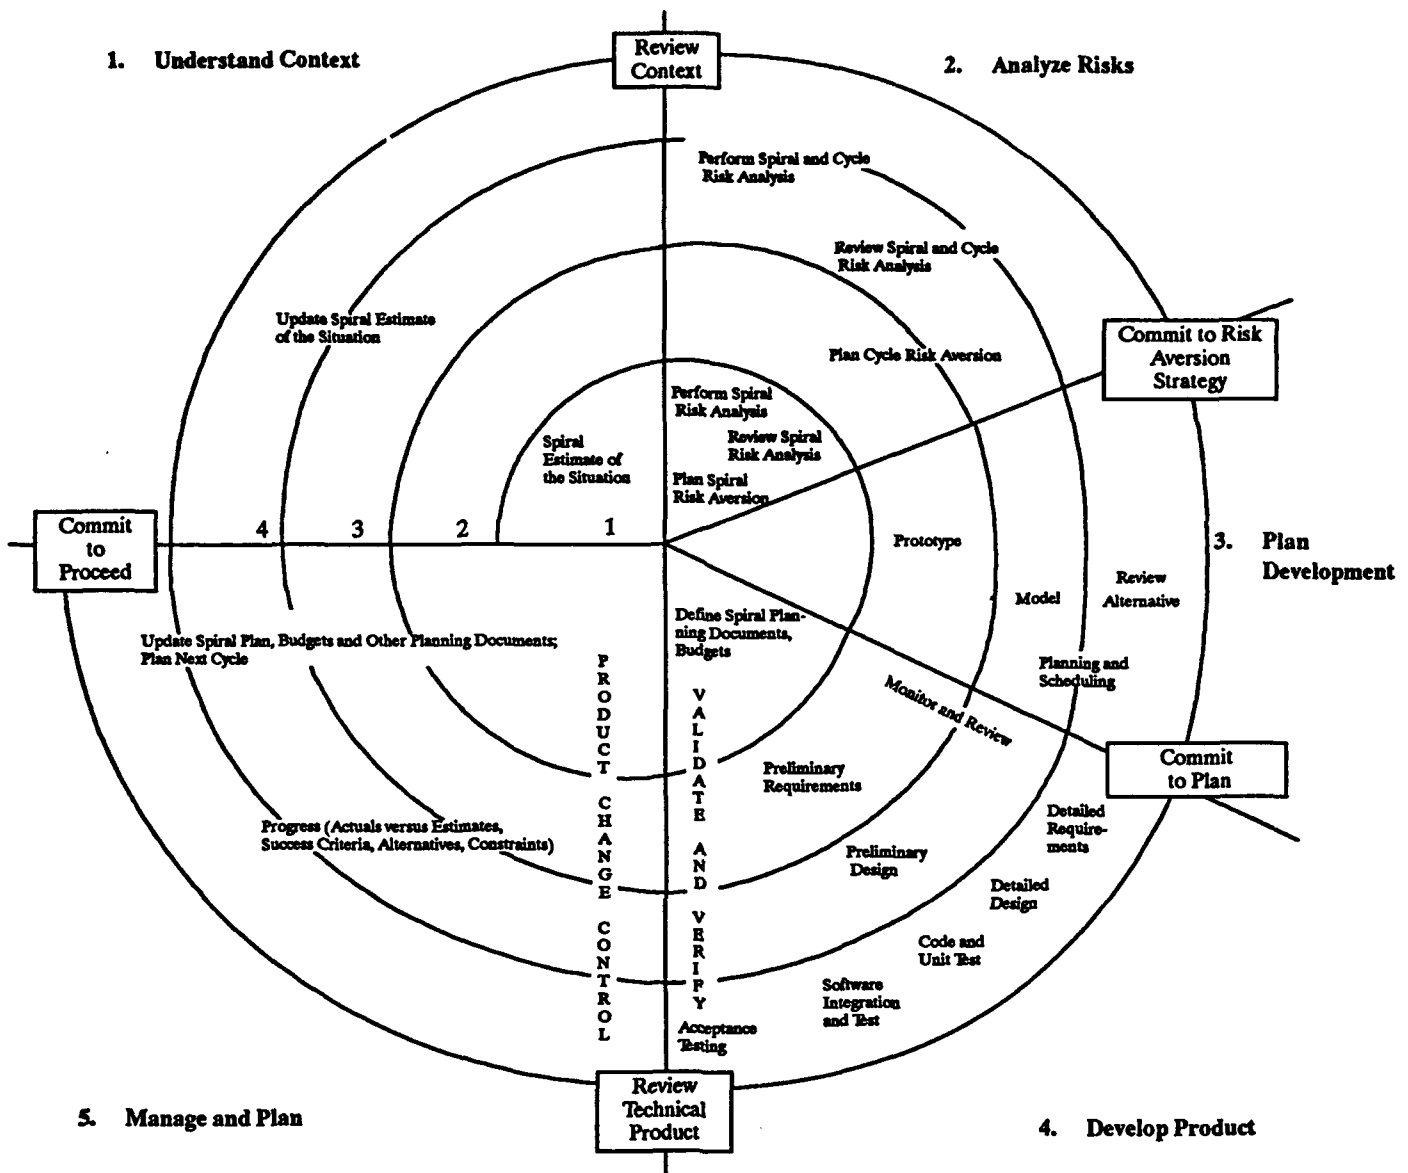 1. Understand Context
Review
Context
2. Analyze Risks
Perform Spiral and Cycle
Risk Analysis
Review Spiral and Cycle
Risk Analysis
Update Spiral Estimate
of the Situation
Commit to Risk
Aversion
Strategy
Plan Cycle Risk Aversion
Perform Spiral
Risk Analysis
Review Spiral
Risk Analysis
Spiral
Estimate of
the Situation
Plan Spiral
Risk Aversion
Commit
to
Proceed
4
3
2
1
Prototype
3. Plan
Development
Model
Review
Alternative
Define Spiral Plan-
ning Documents,
Budgets
Update Spiral Plan, Budgets and Other Planning Documents;
Plan Next Cycle
Planning and
Scheduling
Monitor and Review
PRODUCT CHANGE CONTROL
VALIDATE AND VERIFY
Commit
to Plan
Preliminary
Requirements
Detailed
Require-
ments
Progress (Actuals versus Estimates,
Success Criteria, Alternatives, Constraints)
Preliminary
Design
Detailed
Design
Code and
Unit Test
Software
Integration
and Test
Acceptance
Testing
Review
Technical
Product
5. Manage and Plan
4. Develop Product